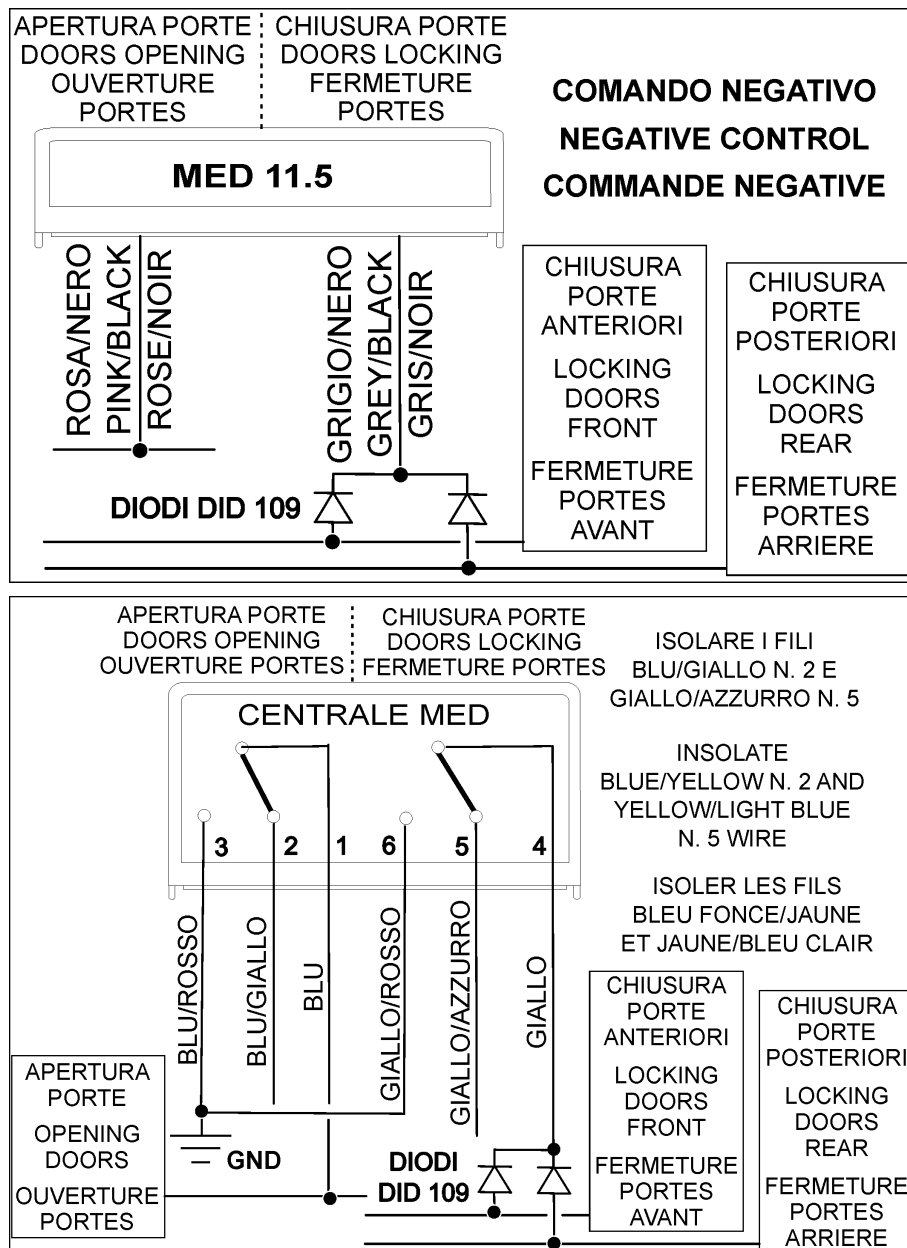 APERTURA PORTE
DOORS OPENING
OUVERTURE
PORTES
CHIUSURA PORTE
DOORS LOCKING
FERMETURE
PORTES
COMANDO NEGATIVO
NEGATIVE CONTROL
COMMANDE NEGATIVE
MED 11.5
ROSA/NERO
PINK/BLACK
ROSE/NOIR
GRIGIO/NERO
GREY/BLACK
GRIS/NOIR
DIODI DID 109
CHIUSURA
PORTE
ANTERIORI
LOCKING
DOORS
FRONT
FERMETURE
PORTES
AVANT
CHIUSURA
PORTE
POSTERIORI
LOCKING
DOORS
REAR
FERMETURE
PORTES
ARRIERE
APERTURA PORTE
DOORS OPENING
OUVERTURE PORTES
CHIUSURA PORTE
DOORS LOCKING
FERMETURE PORTES
ISOLARE I FILI
BLU/GIALLO N. 2 E
GIALLO/AZZURRO N. 5
INSOLATE
BLUE/YELLOW N. 2 AND
YELLOW/LIGHT BLUE
N. 5 WIRE
ISOLER LES FILS
BLEU FONCE/JAUNE
ET JAUNE/BLEU CLAIR
CENTRALE MED
3 2 1 6 5 4
BLU/ROSSO
BLU/GIALLO
BLU
GIALLO/ROSSO
GIALLO/AZZURRO
GIALLO
APERTURA
PORTE
OPENING
DOORS
OUVERTURE
PORTES
GND
DIODI
DID 109
CHIUSURA
PORTE
ANTERIORI
LOCKING
DOORS
FRONT
FERMETURE
PORTES
AVANT
CHIUSURA
PORTE
POSTERIORI
LOCKING
DOORS
REAR
FERMETURE
PORTES
ARRIERE